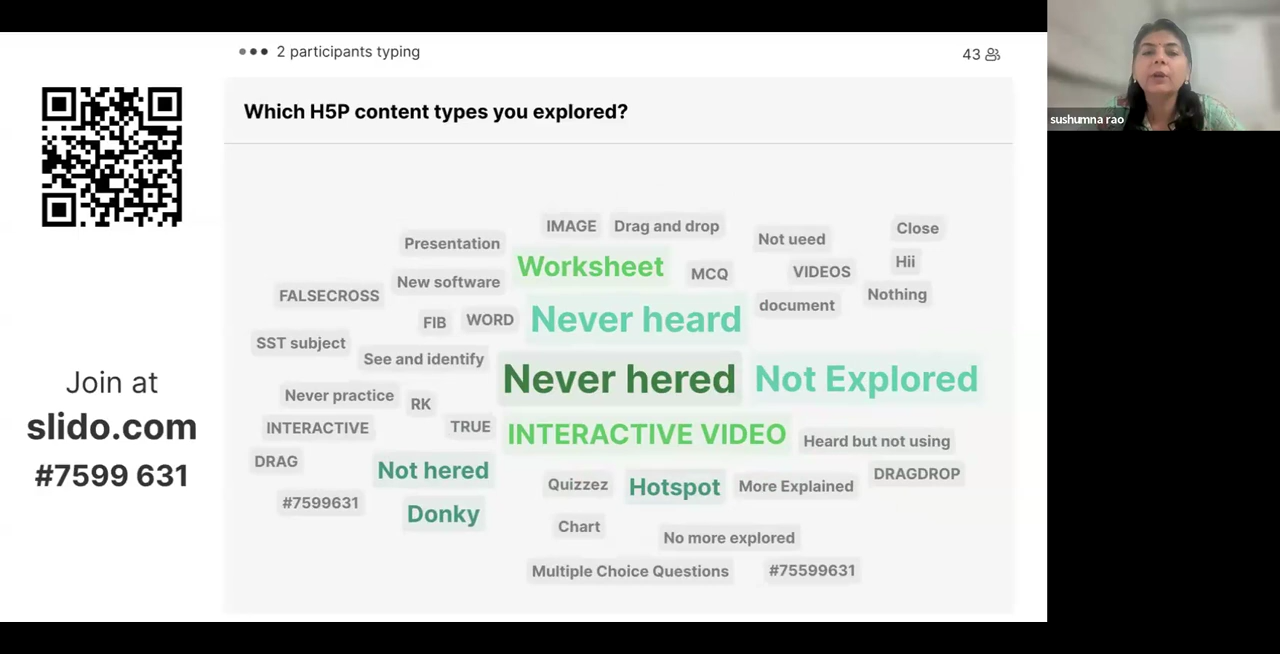 2 participants typing
43
Which H5P content types you explored?
IMAGE
Drag and drop
Close
Presentation
Not ueed
Hii
Worksheet
MCQ
VIDEOS
New software
Nothing
FALSECROSS
document
FIB
WORD
Never heard
SST subject
See and identify
Never hered
Not Explored
Never practice
RK
INTERACTIVE
TRUE
INTERACTIVE VIDEO
Heard but not using
DRAG
Not hered
DRAGDROP
Quizzez
Hotspot
More Explained
#7599631
Donky
Chart
No more explored
Multiple Choice Questions
#75599631
Join at
slido.com
#7599 631
sushumna rao